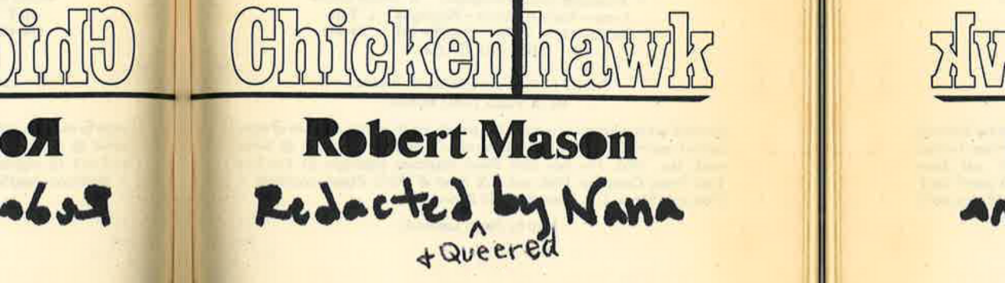 Chickenhawk
Robert Mason
Redacted by Nana
+ Queered